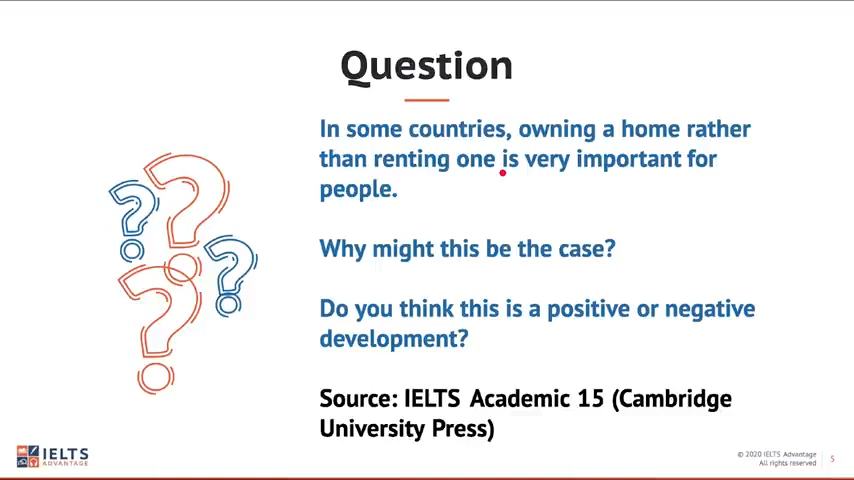 Question
In some countries, owning a home rather
than renting one is very important for
people.
Why might this be the case?
Do you think this is a positive or negative
development?
Source: IELTS Academic 15 (Cambridge
University Press)
IELTS
ADVANTAGE
© 2020 IELTS Advantage
All rights reserved
5